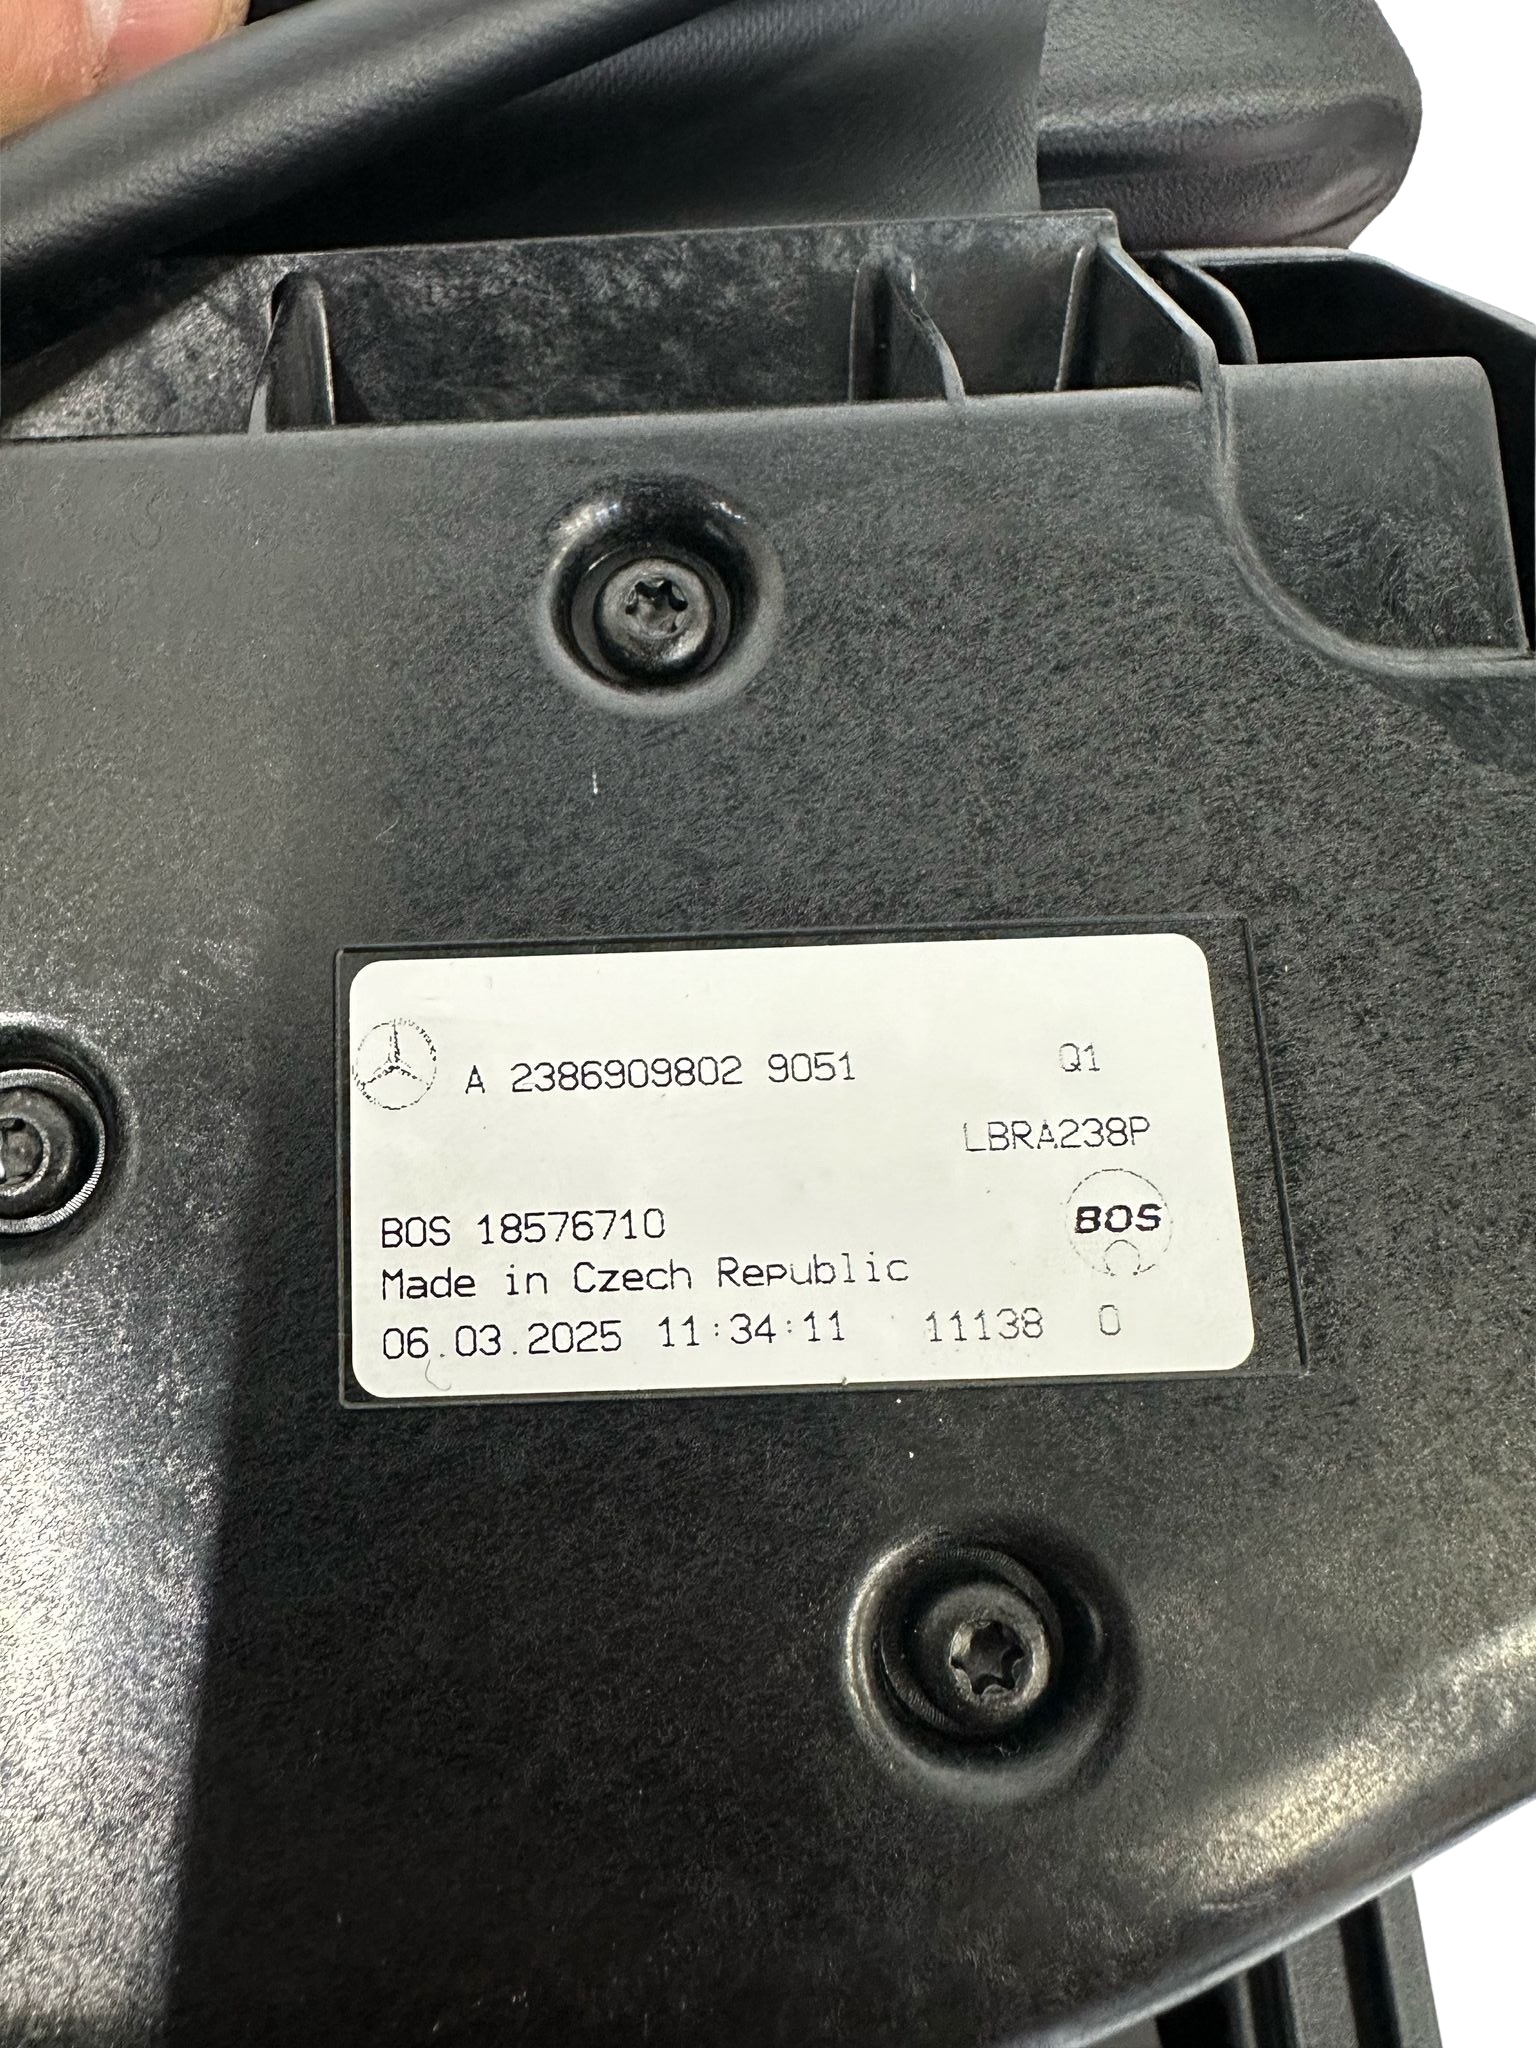 A 2386909802 9051 Q1
LBRA238P
BOS
BOS 18576710
Made in Czech Republic
06.03.2025 11:34:11 11138 0